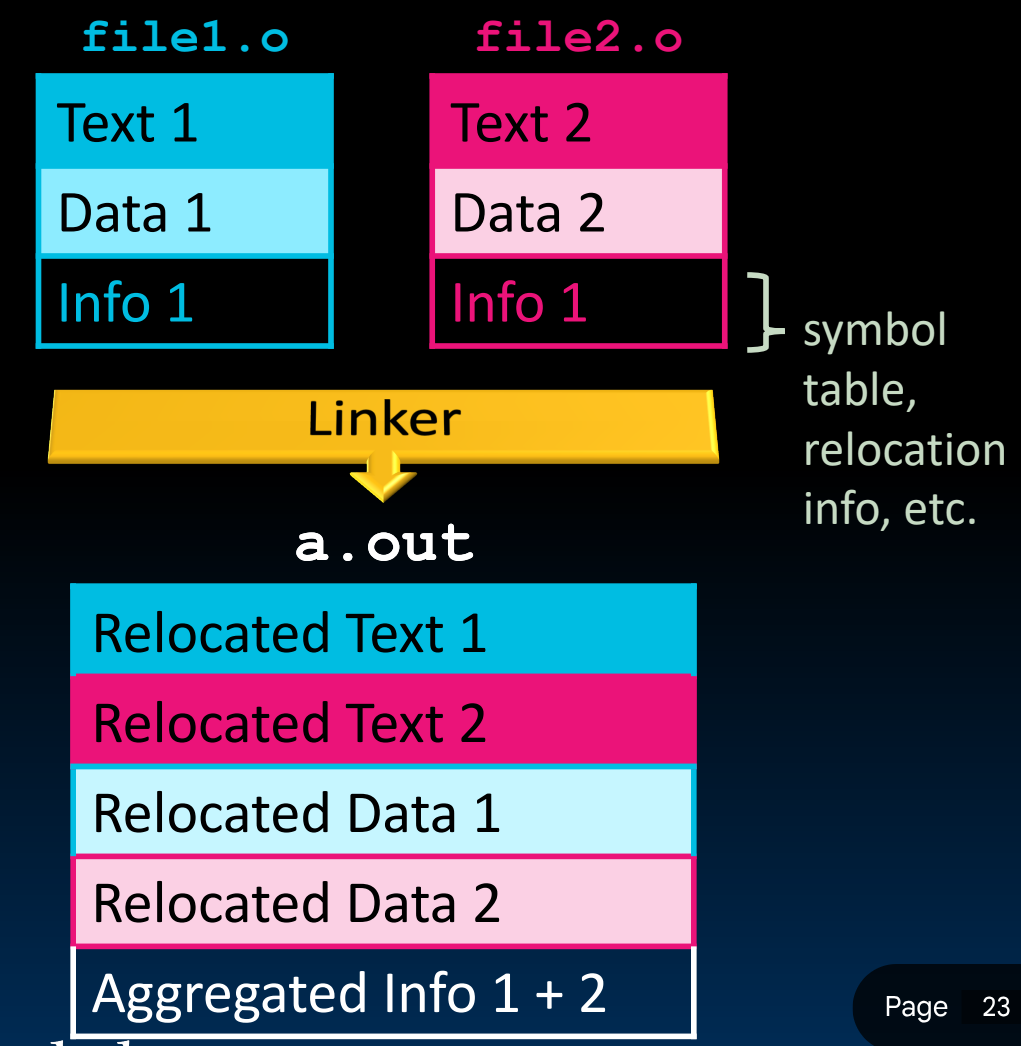 file1.o
file2.o
Text 1
Text 2
Data 1
Data 2
Info 1
Info 1
symbol
table,
relocation
info, etc.
Linker
a.out
Relocated Text 1
Relocated Text 2
Relocated Data 1
Relocated Data 2
Aggregated Info 1 + 2
Page 23